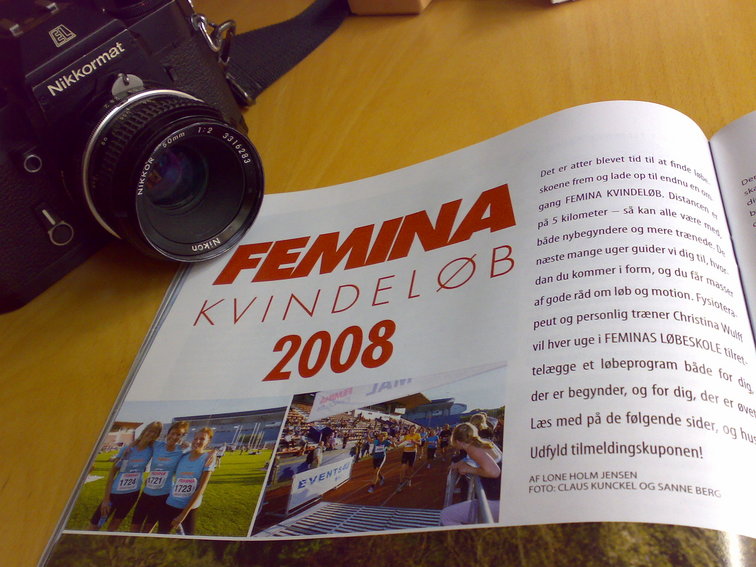 Nikkormat
EL
NIKKOR 50mm 1:2 3316283
Nikon
FEMINA
KVINDELØB
2008
Det er atter blevet tid til at finde løbe-
skoene frem og lade op til endnu en om-
gang FEMINA KVINDELØB. Distancen er
på 5 kilometer – så kan alle være med,
både nybegyndere og mere trænede. De
næste mange uger guider vi dig til, hvor-
dan du kommer i form, og du får masser
af gode råd om løb og motion. Fysiotera-
peut og personlig træner Christina Wulff
vil hver uge i FEMINAS LØBESKOLE tilret-
telægge et løbeprogram både for dig,
der er begynder, og for dig, der er øvet.
Læs med på de følgende sider, og hus
Udfyld tilmeldingskuponen!
AF LONE HOLM JENSEN
FOTO: CLAUS KUNCKEL OG SANNE BERG
1724
1721
1723
EVENTS